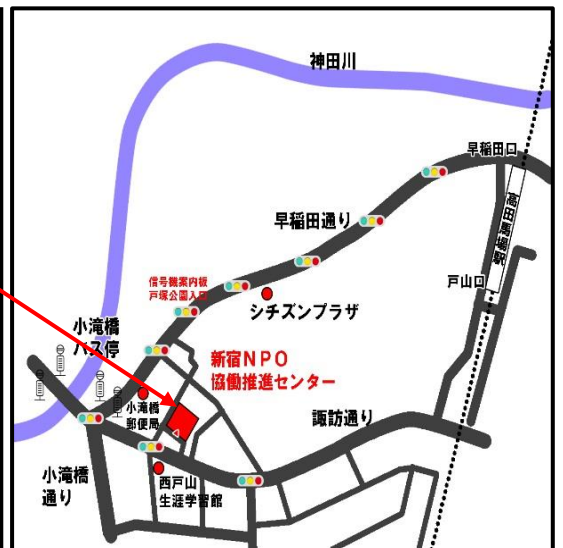 神田川
早稲田口
高田馬場駅
早稲田通り
戸山口
信号機案内板
戸塚公園入口
シチズンプラザ
小滝橋
バス停
新宿NPO
協働推進センター
小滝橋
郵便局
諏訪通り
小滝橋
通り
西戸山
生涯学習館